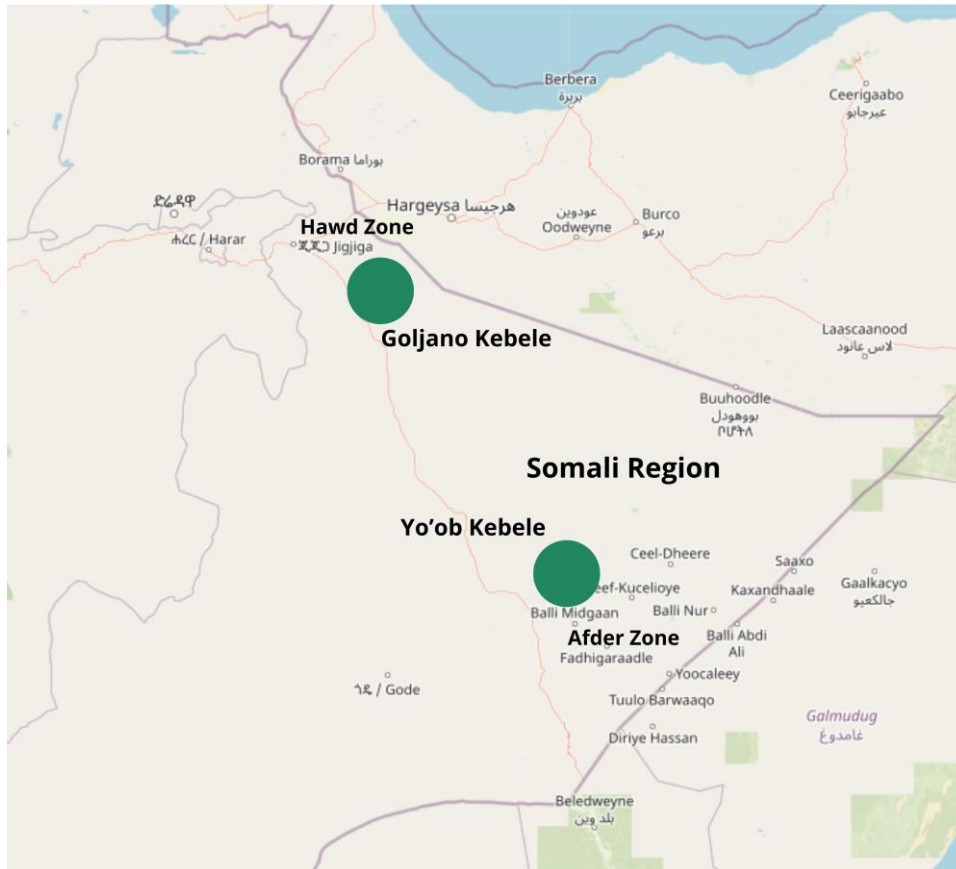 Berbera
بربرة
Ceerigaabo
عيرجابو
Borama بوراما
ድሬዳዋ
Hargeysa هرجيسا
عودوين
Oodweyne
Burco
برعو
Hawd Zone
ሐረር / Harar
ጂጂጋ Jigjiga
Goljano Kebele
Laascaanood
لاس عانود
Buuhoodle
بووهودل
ቦሆትለ
Somali Region
Yo’ob Kebele
Ceel-Dheere
Saaxo
eef-Kucelioye
Kaxandhaale
Gaalkacyo
جالكعيو
Balli Midgaan
Balli Nur
Afder Zone
Balli Abdi
Ali
Fadhigaraadle
Yoocaleey
ጎዴ / Gode
Tuulo Barwaaqo
Galmudug
غامدوغ
Diriye Hassan
Beledweyne
بلد وين